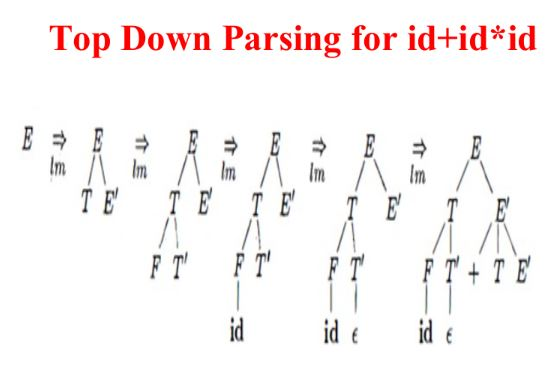 Top Down Parsing for id+id*id
E ⇒ E ⇒ E ⇒ E ⇒ E ⇒ E
lm lm lm lm lm
T E' T E' T E' T E' T E'
F T' F T' F T' F T' + T E'
id id ϵ id ϵ